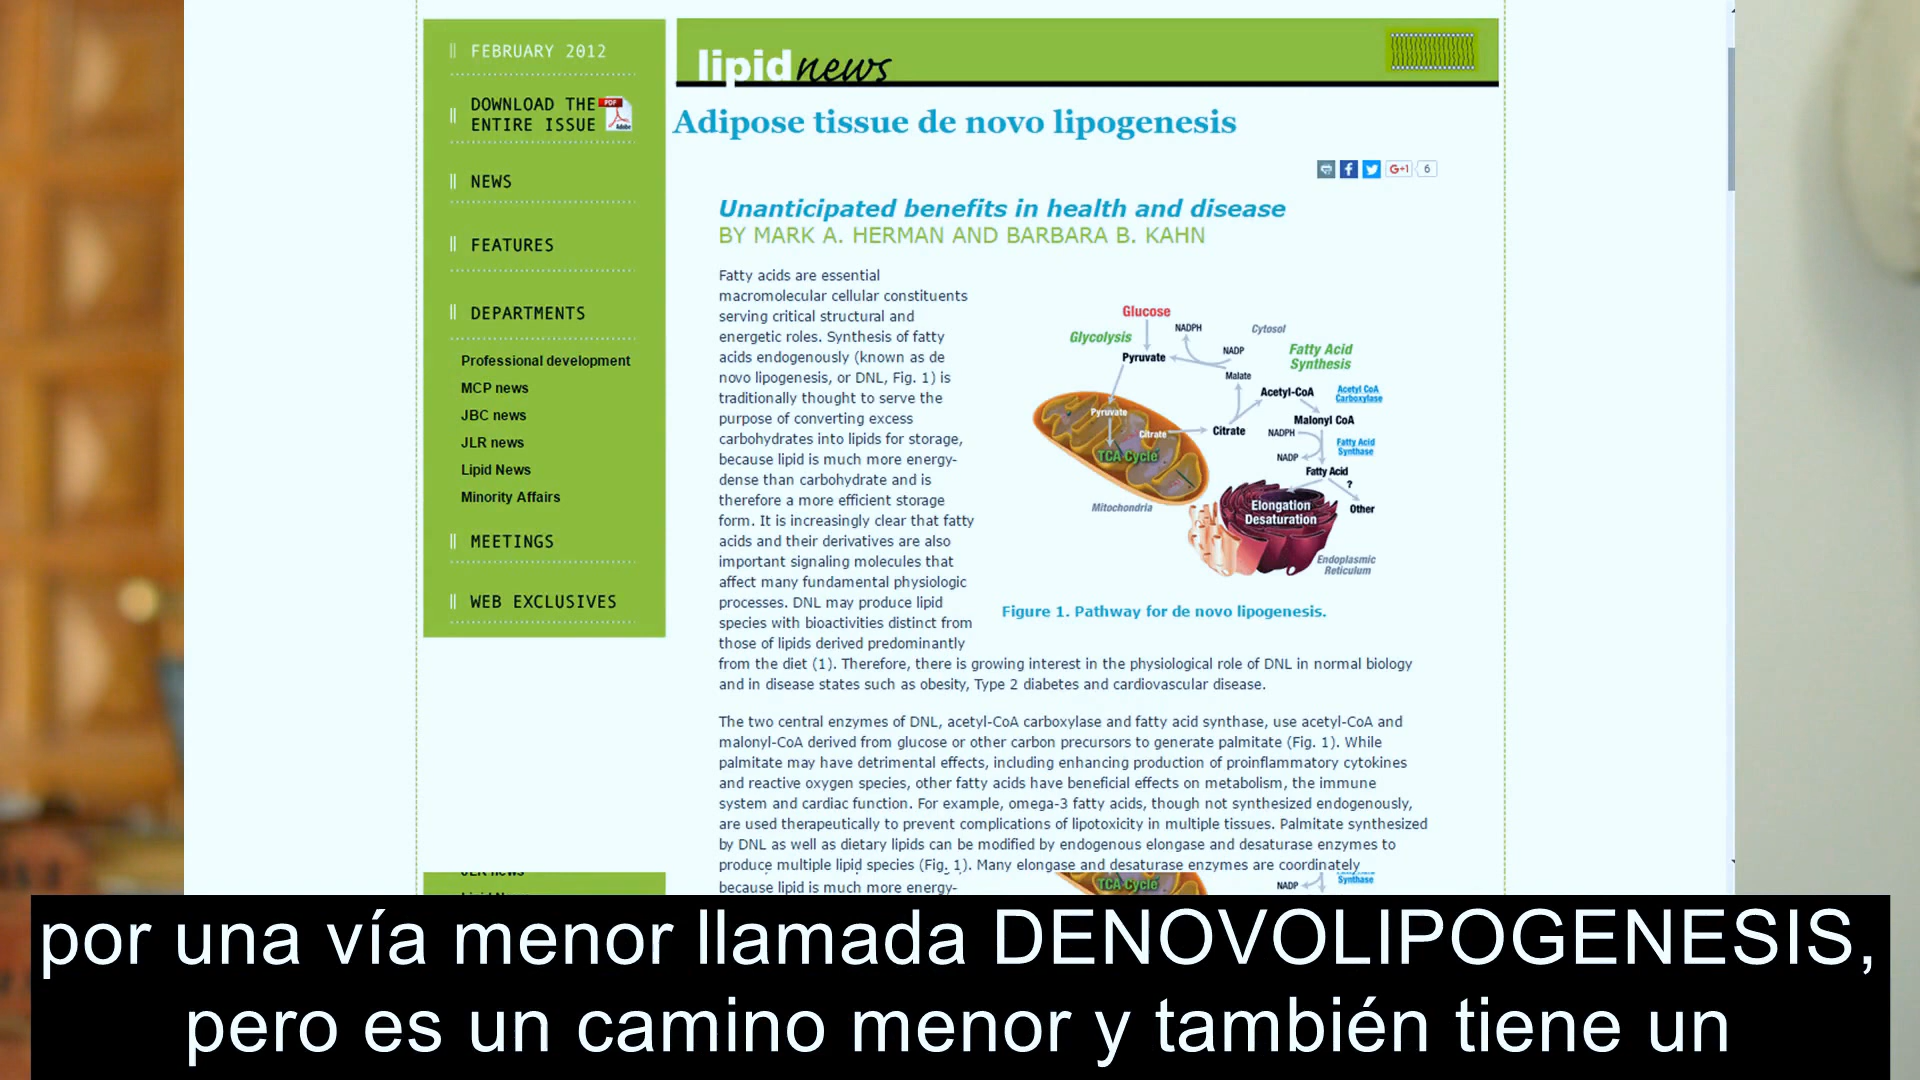 FEBRUARY 2012
DOWNLOAD THE
ENTIRE ISSUE
PDF
Adobe
NEWS
FEATURES
DEPARTMENTS
Professional development
MCP news
JBC news
JLR news
Lipid News
Minority Affairs
MEETINGS
WEB EXCLUSIVES
lipid news
Adipose tissue de novo lipogenesis
G+1 6
Unanticipated benefits in health and disease
BY MARK A. HERMAN AND BARBARA B. KAHN
Fatty acids are essential
macromolecular cellular constituents
serving critical structural and
energetic roles. Synthesis of fatty
acids endogenously (known as de
novo lipogenesis, or DNL, Fig. 1) is
traditionally thought to serve the
purpose of converting excess
carbohydrates into lipids for storage,
because lipid is much more energy-
dense than carbohydrate and is
therefore a more efficient storage
form. It is increasingly clear that fatty
acids and their derivatives are also
important signaling molecules that
affect many fundamental physiologic
processes. DNL may produce lipid
species with bioactivities distinct from
those of lipids derived predominantly
from the diet (1). Therefore, there is growing interest in the physiological role of DNL in normal biology
and in disease states such as obesity, Type 2 diabetes and cardiovascular disease.
Glucose
Glycolysis
NADPH
Cytosol
Pyruvate
NADP
Fatty Acid
Synthesis
Malate
Acetyl-CoA
Acetyl CoA
Carboxylase
Pyruvate
Malonyl CoA
Citrate
Citrate
NADPH
Fatty Acid
Synthase
TCA Cycle
NADP
Fatty Acid
?
Mitochondria
Elongation
Desaturation
Other
Endoplasmic
Reticulum
Figure 1. Pathway for de novo lipogenesis.
The two central enzymes of DNL, acetyl-CoA carboxylase and fatty acid synthase, use acetyl-CoA and
malonyl-CoA derived from glucose or other carbon precursors to generate palmitate (Fig. 1). While
palmitate may have detrimental effects, including enhancing production of proinflammatory cytokines
and reactive oxygen species, other fatty acids have beneficial effects on metabolism, the immune
system and cardiac function. For example, omega-3 fatty acids, though not synthesized endogenously,
are used therapeutically to prevent complications of lipotoxicity in multiple tissues. Palmitate synthesized
by DNL as well as dietary lipids can be modified by endogenous elongase and desaturase enzymes to
produce multiple lipid species (Fig. 1). Many elongase and desaturase enzymes are coordinately
because lipid is much more energy-
TCA Cycle
NADP
Synthase
por una vía menor llamada DENOVOLIPOGENESIS,
pero es un camino menor y también tiene un